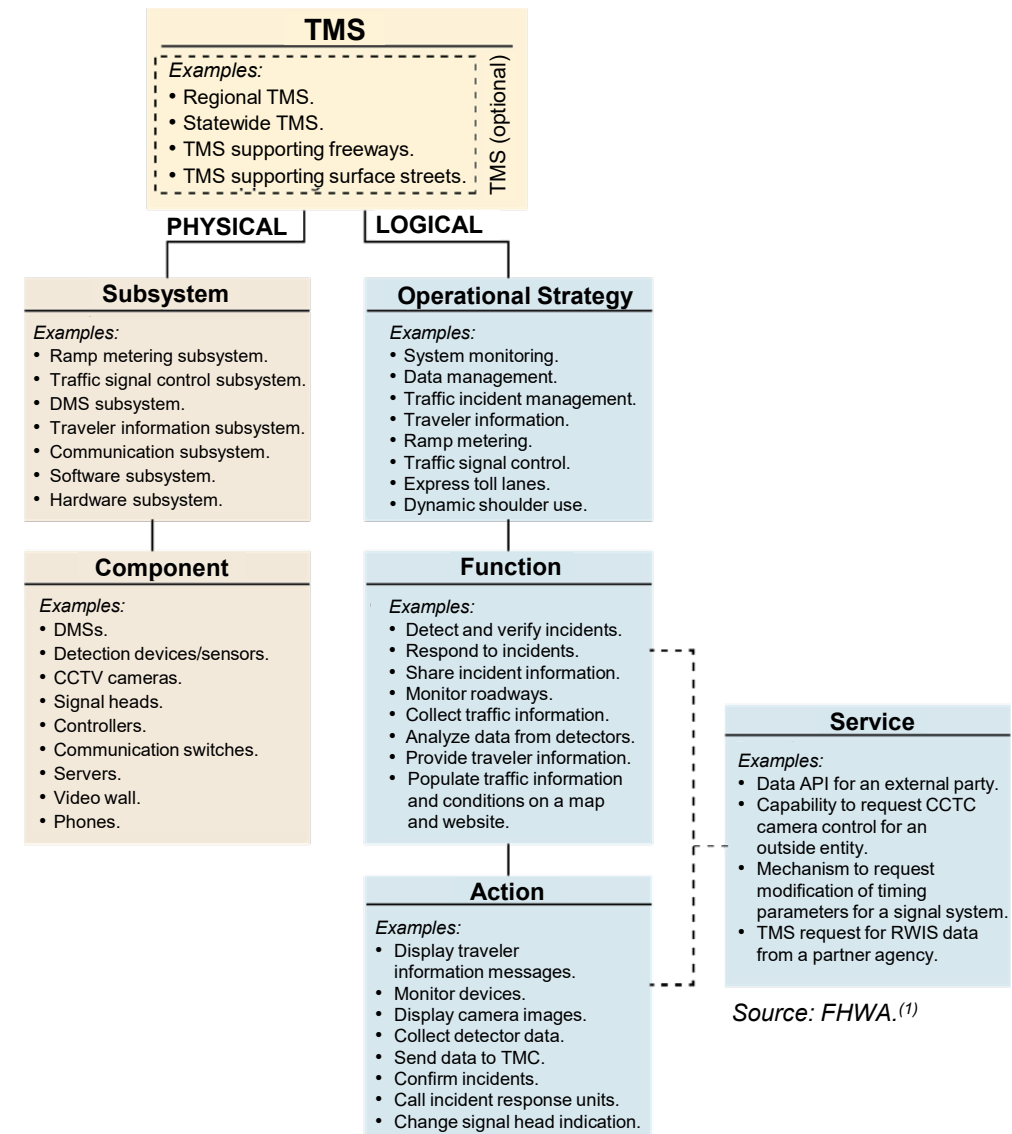 TMS
Examples:
• Regional TMS.
• Statewide TMS.
• TMS supporting freeways.
• TMS supporting surface streets.
TMS (optional)
PHYSICAL
LOGICAL
Subsystem
Examples:
• Ramp metering subsystem.
• Traffic signal control subsystem.
• DMS subsystem.
• Traveler information subsystem.
• Communication subsystem.
• Software subsystem.
• Hardware subsystem.
Component
Examples:
• DMSs.
• Detection devices/sensors.
• CCTV cameras.
• Signal heads.
• Controllers.
• Communication switches.
• Servers.
• Video wall.
• Phones.
Operational Strategy
Examples:
• System monitoring.
• Data management.
• Traffic incident management.
• Traveler information.
• Ramp metering.
• Traffic signal control.
• Express toll lanes.
• Dynamic shoulder use.
Function
Examples:
• Detect and verify incidents.
• Respond to incidents.
• Share incident information.
• Monitor roadways.
• Collect traffic information.
• Analyze data from detectors.
• Provide traveler information.
• Populate traffic information
and conditions on a map
and website.
Action
Examples:
• Display traveler
information messages.
• Monitor devices.
• Display camera images.
• Collect detector data.
• Send data to TMC.
• Confirm incidents.
• Call incident response units.
• Change signal head indication.
Service
Examples:
• Data API for an external party.
• Capability to request CCTC
camera control for an
outside entity.
• Mechanism to request
modification of timing
parameters for a signal system.
• TMS request for RWIS data
from a partner agency.
Source: FHWA.(1)